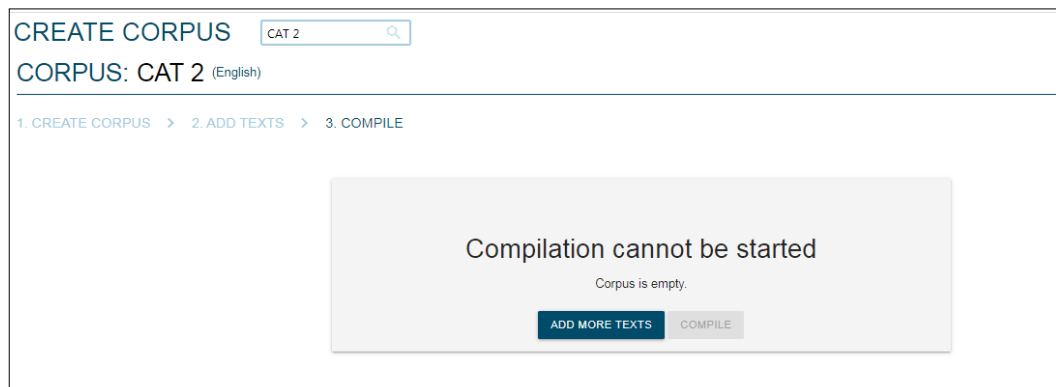 CREATE CORPUS CAT 2
CORPUS: CAT 2 (English)
1. CREATE CORPUS > 2. ADD TEXTS > 3. COMPILE
Compilation cannot be started
Corpus is empty.
ADD MORE TEXTS COMPILE